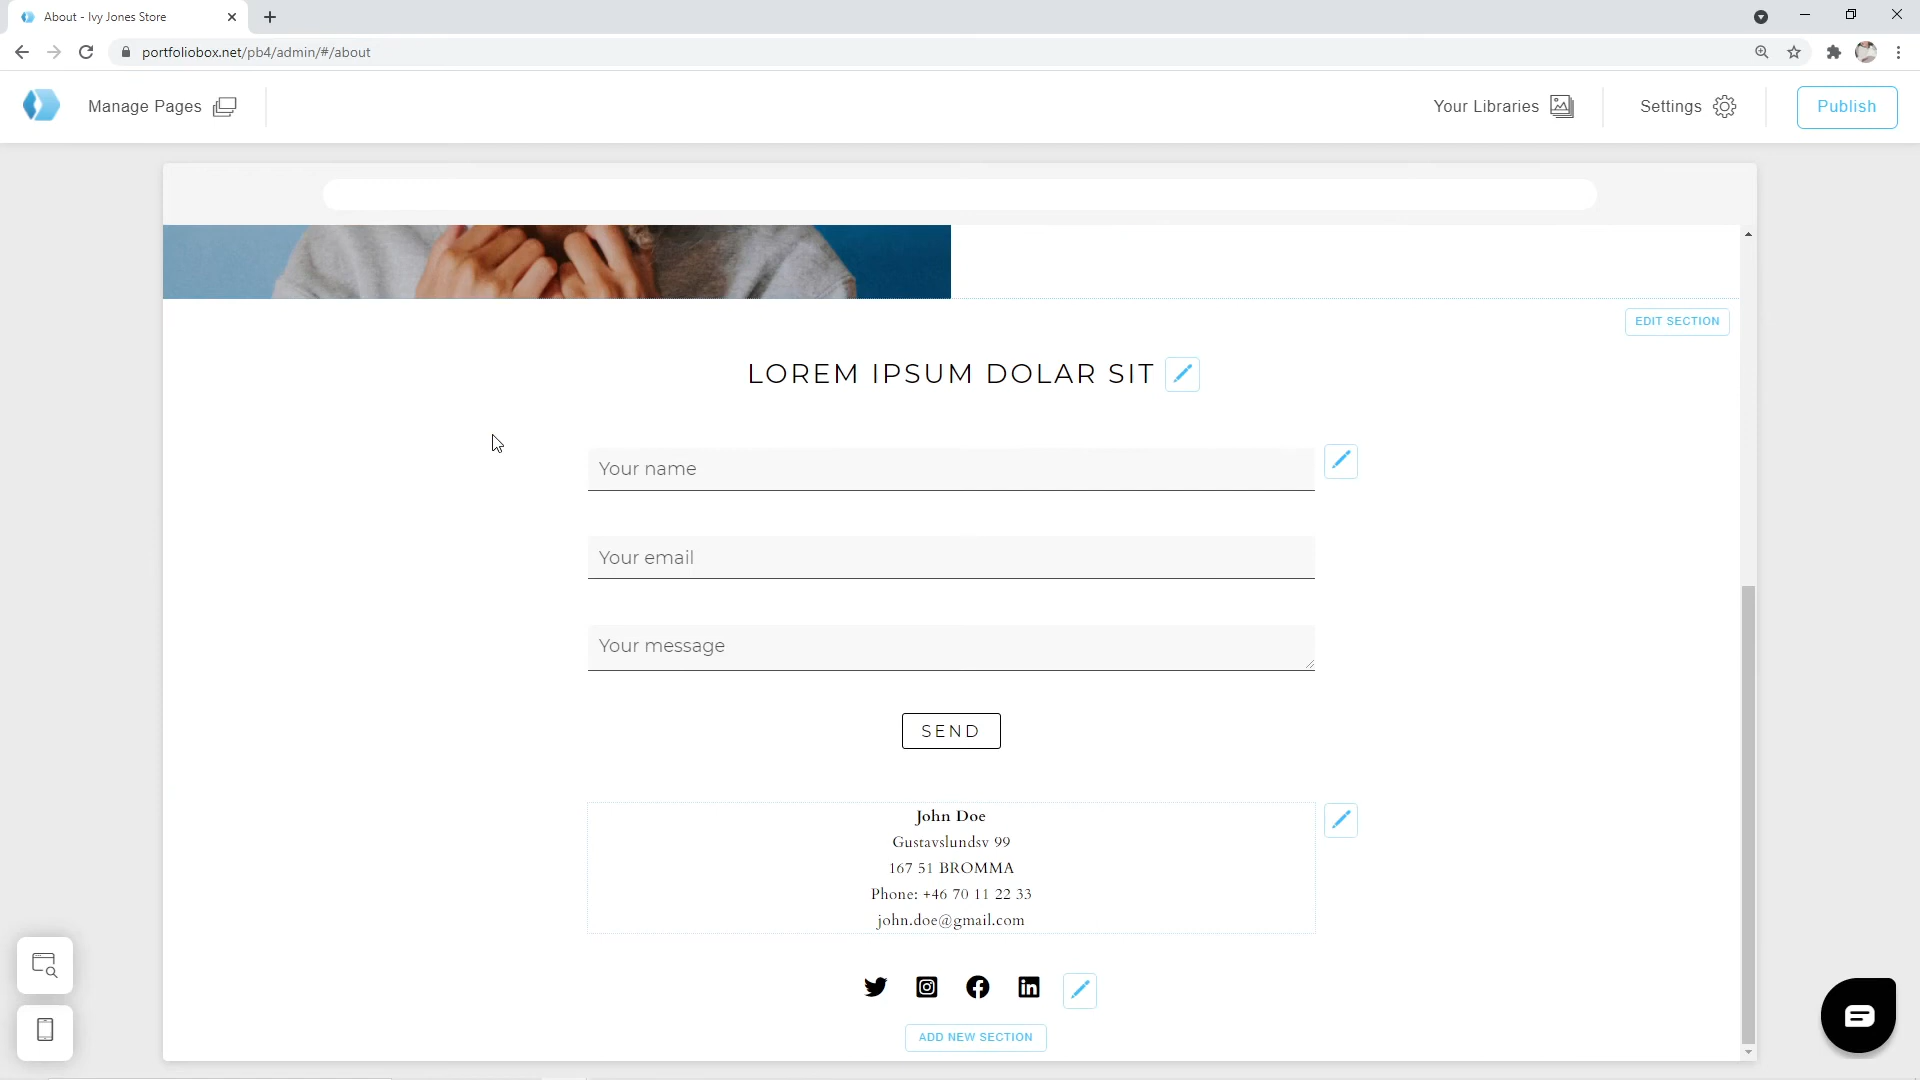 About - Ivy Jones Store
portfoliobox.net/pb4/admin/#/about
Manage Pages
Your Libraries
Settings
Publish
EDIT SECTION
LOREM IPSUM DOLAR SIT
Your name
Your email
Your message
SEND
John Doe
Gustavslundsv 99
167 51 BROMMA
Phone: +46 70 11 22 33
john.doe@gmail.com
ADD NEW SECTION